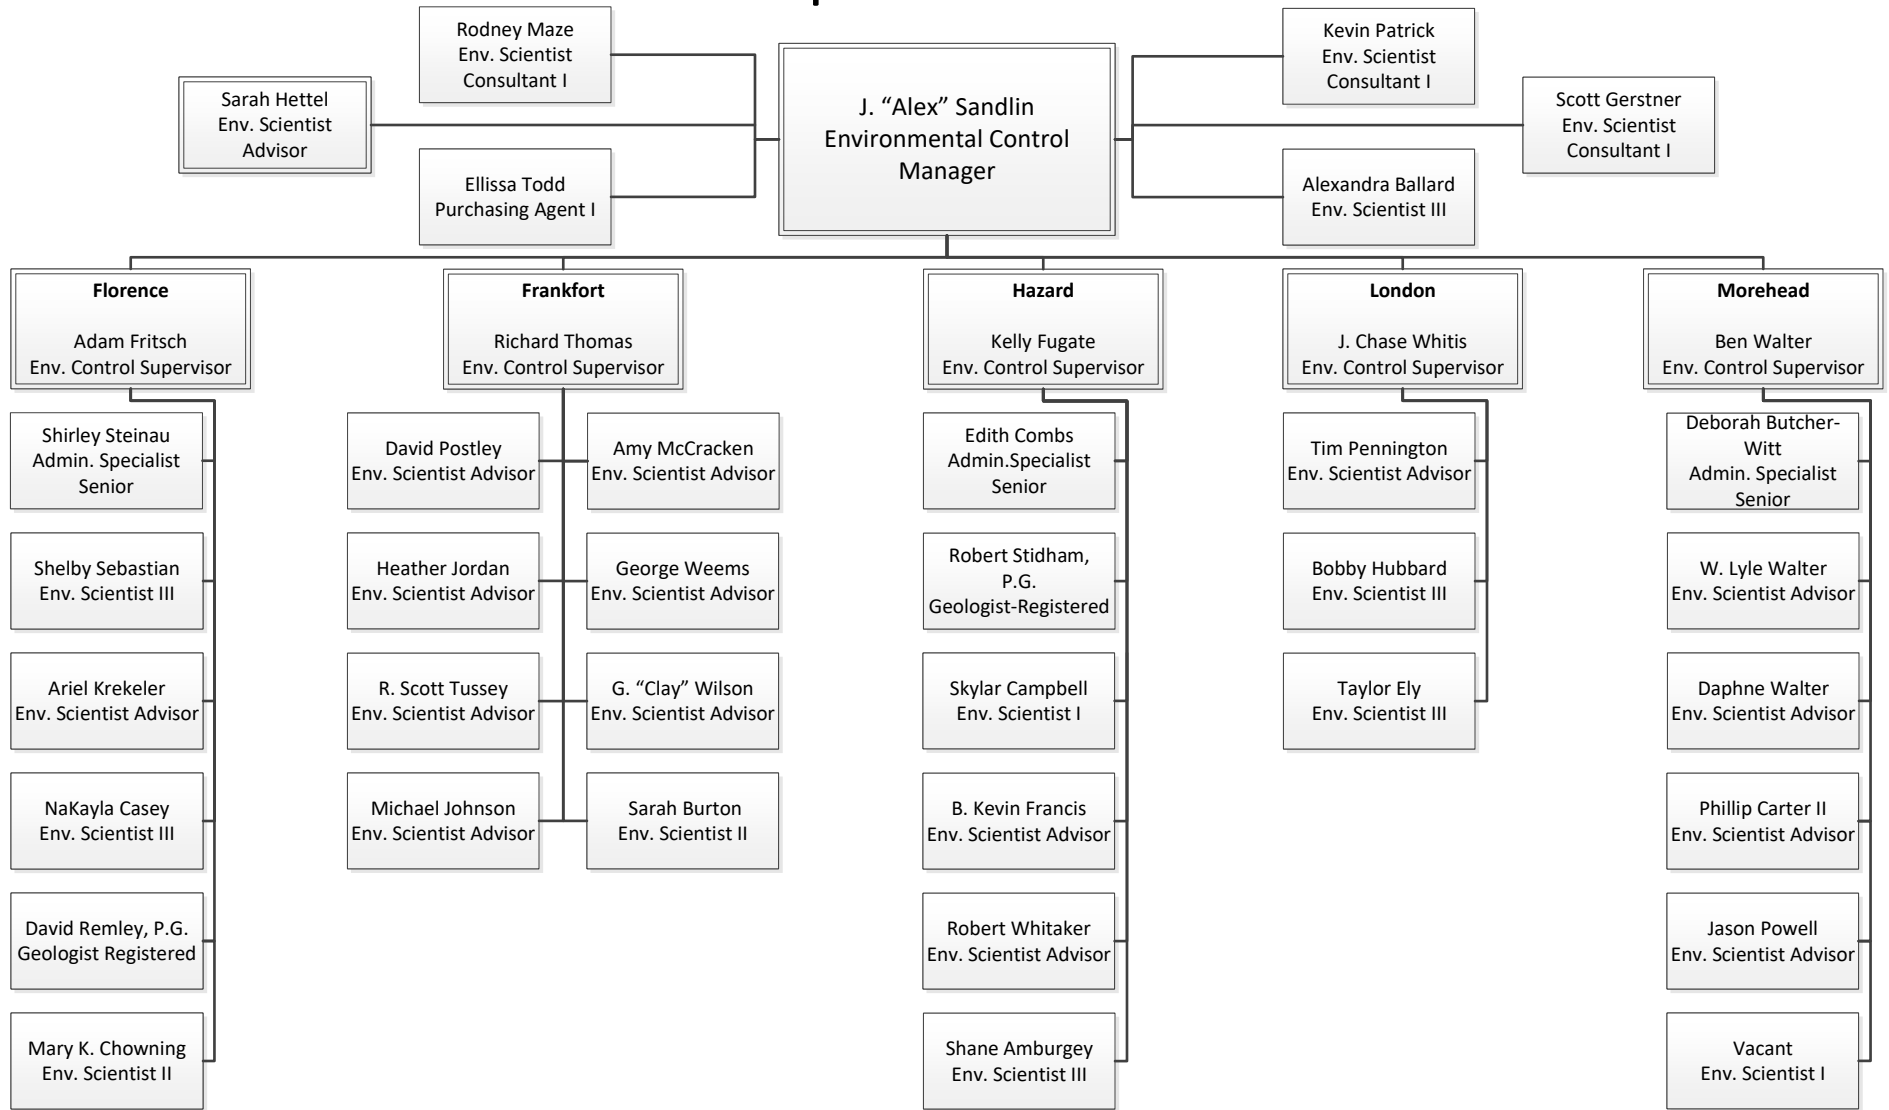 Rodney Maze
Env. Scientist
Consultant I
Kevin Patrick
Env. Scientist
Consultant I
Sarah Hettel
Env. Scientist
Advisor
J. “Alex” Sandlin
Environmental Control
Manager
Scott Gerstner
Env. Scientist
Consultant I
Ellissa Todd
Purchasing Agent I
Alexandra Ballard
Env. Scientist III
Florence
Adam Fritsch
Env. Control Supervisor
Shirley Steinau
Admin. Specialist
Senior
Shelby Sebastian
Env. Scientist III
Ariel Krekeler
Env. Scientist Advisor
NaKayla Casey
Env. Scientist III
David Remley, P.G.
Geologist Registered
Mary K. Chowning
Env. Scientist II
Frankfort
Richard Thomas
Env. Control Supervisor
David Postley
Env. Scientist Advisor
Amy McCracken
Env. Scientist Advisor
Heather Jordan
Env. Scientist Advisor
George Weems
Env. Scientist Advisor
R. Scott Tussey
Env. Scientist Advisor
G. “Clay” Wilson
Env. Scientist Advisor
Michael Johnson
Env. Scientist Advisor
Sarah Burton
Env. Scientist II
Hazard
Kelly Fugate
Env. Control Supervisor
Edith Combs
Admin.Specialist
Senior
Robert Stidham,
P.G.
Geologist-Registered
Skylar Campbell
Env. Scientist I
B. Kevin Francis
Env. Scientist Advisor
Robert Whitaker
Env. Scientist Advisor
Shane Amburgey
Env. Scientist III
London
J. Chase Whitis
Env. Control Supervisor
Tim Pennington
Env. Scientist Advisor
Bobby Hubbard
Env. Scientist III
Taylor Ely
Env. Scientist III
Morehead
Ben Walter
Env. Control Supervisor
Deborah Butcher-
Witt
Admin. Specialist
Senior
W. Lyle Walter
Env. Scientist Advisor
Daphne Walter
Env. Scientist Advisor
Phillip Carter II
Env. Scientist Advisor
Jason Powell
Env. Scientist Advisor
Vacant
Env. Scientist I